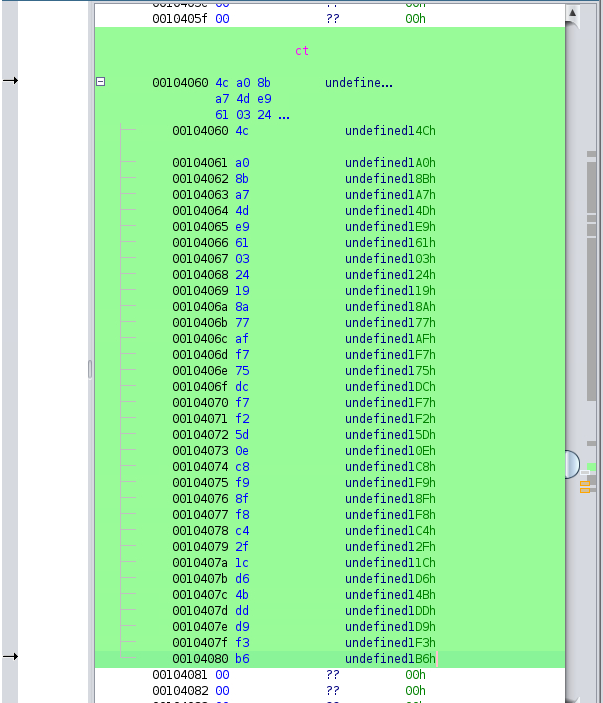 0010405f 00 ?? 00h
ct
00104060 4c a0 8b undefine...
a7 4d e9
61 03 24 ...
00104060 4c undefined14Ch
00104061 a0 undefined1A0h
00104062 8b undefined18Bh
00104063 a7 undefined1A7h
00104064 4d undefined14Dh
00104065 e9 undefined1E9h
00104066 61 undefined161h
00104067 03 undefined103h
00104068 24 undefined124h
00104069 19 undefined119h
0010406a 8a undefined18Ah
0010406b 77 undefined177h
0010406c af undefined1AFh
0010406d f7 undefined1F7h
0010406e 75 undefined175h
0010406f dc undefined1DCh
00104070 f7 undefined1F7h
00104071 f2 undefined1F2h
00104072 5d undefined15Dh
00104073 0e undefined10Eh
00104074 c8 undefined1C8h
00104075 f9 undefined1F9h
00104076 8f undefined18Fh
00104077 f8 undefined1F8h
00104078 c4 undefined1C4h
00104079 2f undefined12Fh
0010407a 1c undefined11Ch
0010407b d6 undefined1D6h
0010407c 4b undefined14Bh
0010407d dd undefined1DDh
0010407e d9 undefined1D9h
0010407f f3 undefined1F3h
00104080 b6 undefined1B6h
00104081 00 ?? 00h
00104082 00 ?? 00h